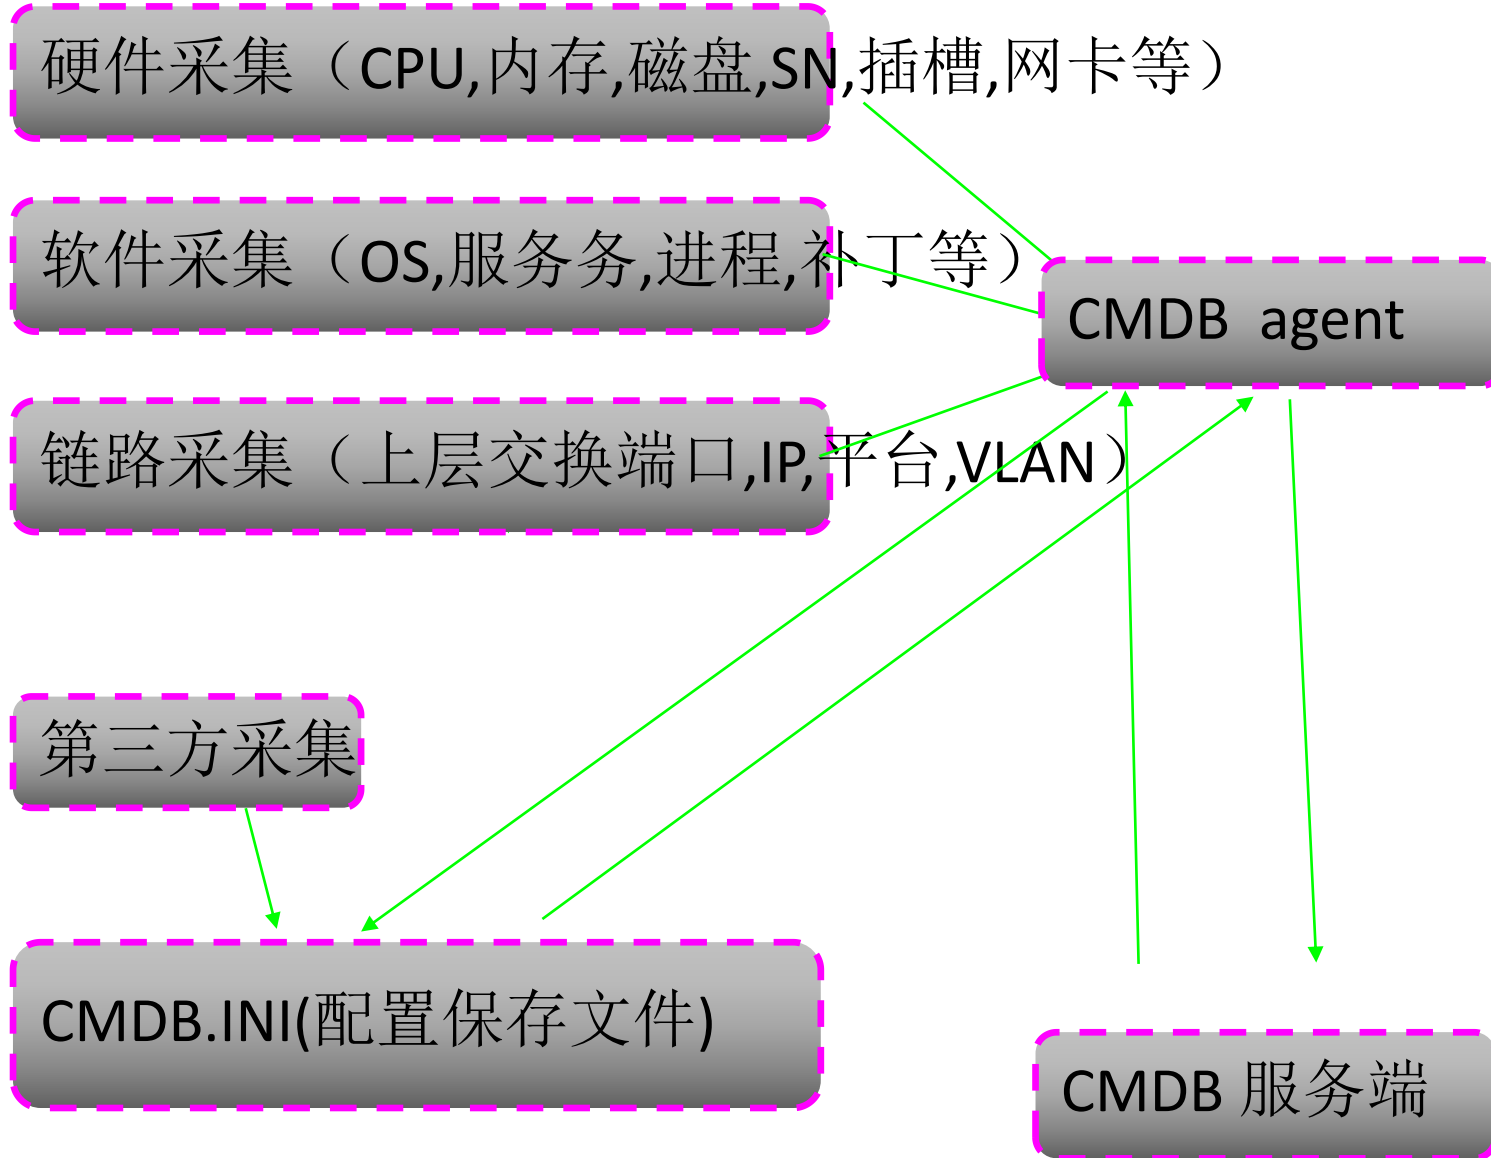 硬件采集（CPU,内存,磁盘,SN,插槽,网卡等）
软件采集（OS,服务务,进程,补丁等）
CMDB  agent
链路采集（上层交换端口,IP,平台,VLAN）
第三方采集
CMDB.INI(配置保存文件)
CMDB 服务端